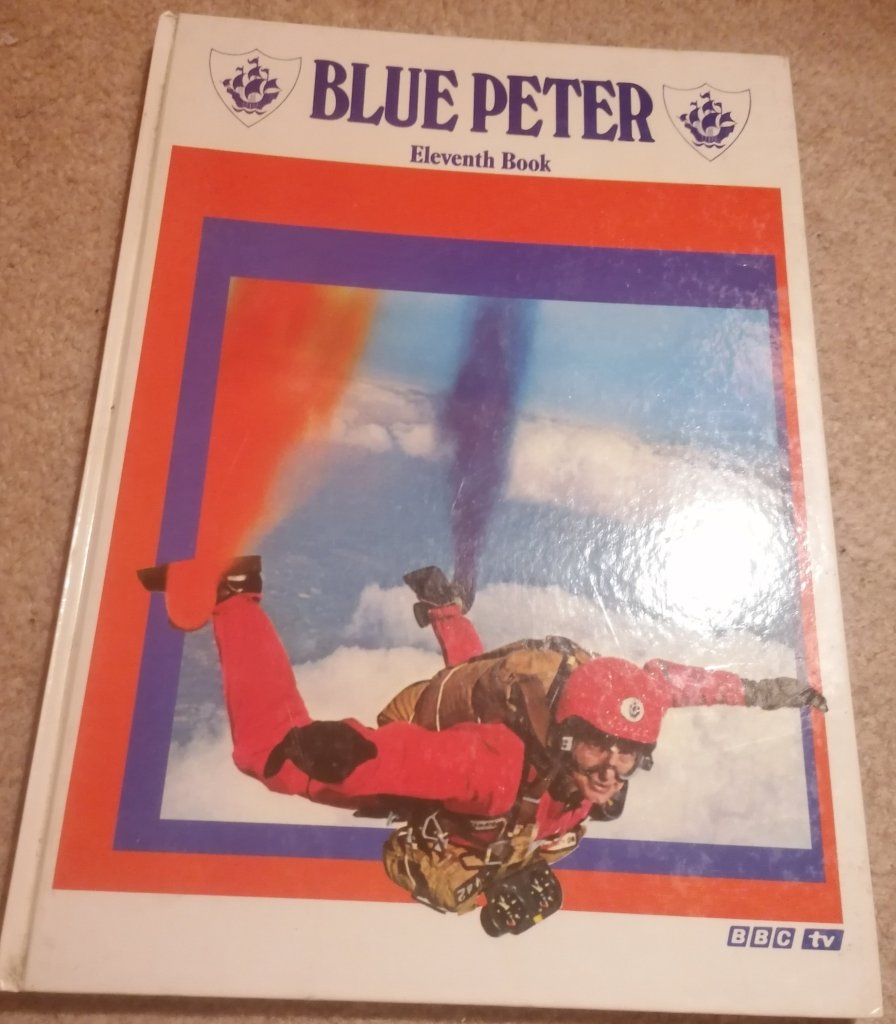 BLUE PETER
Eleventh Book
BBC tv